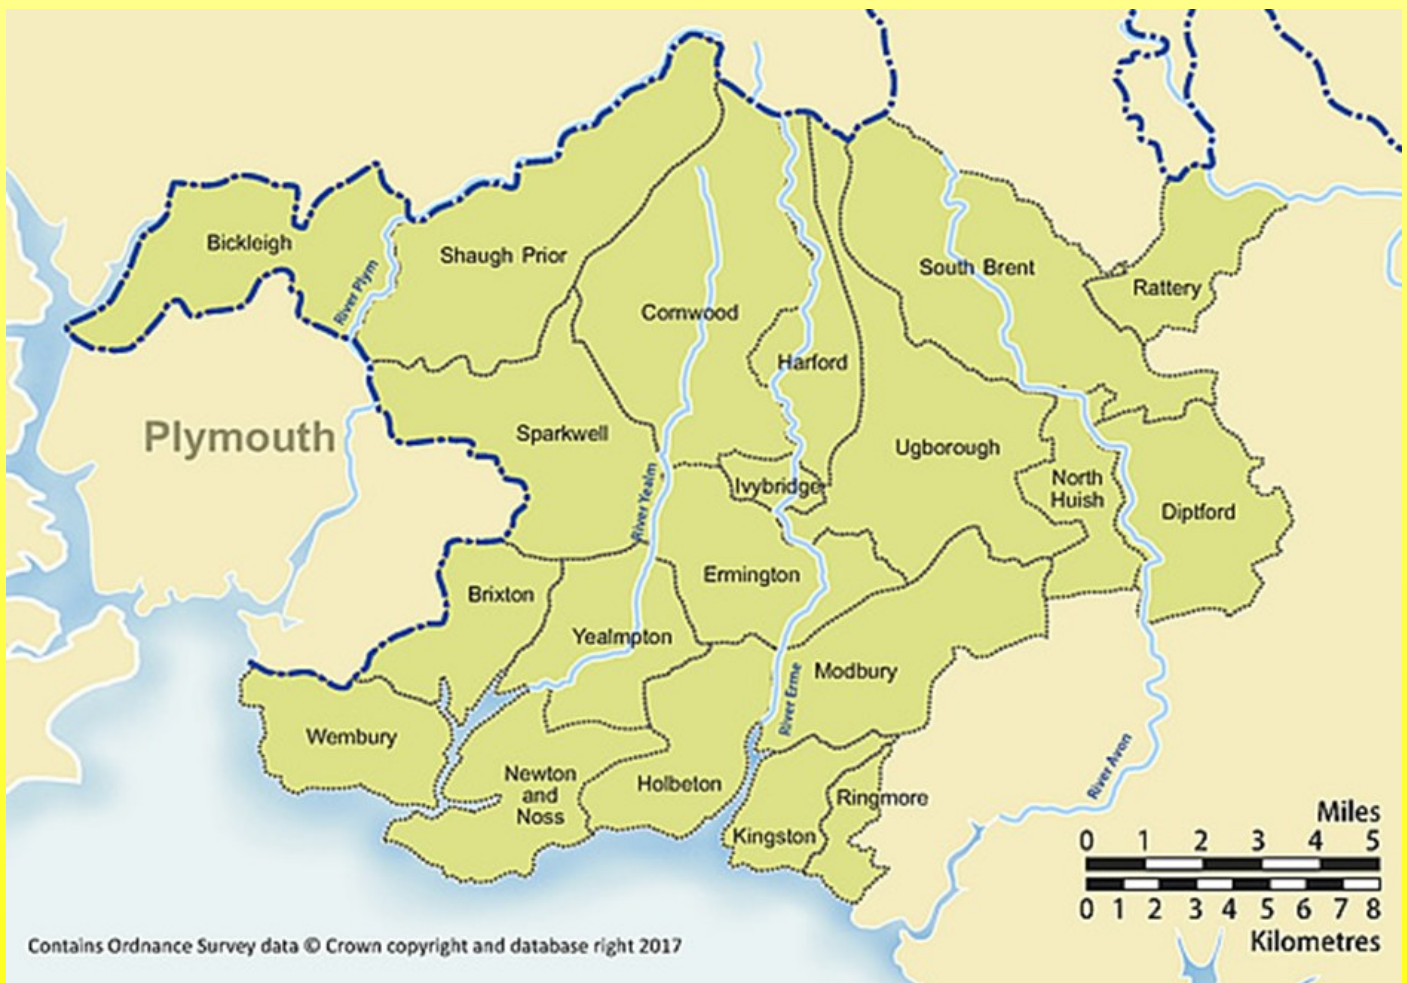 Bickleigh
River Plym
Shaugh Prior
Cornwood
South Brent
Rattery
Harford
Plymouth
Sparkwell
Ugborough
River Yealm
Ivybridge
North
Huish
Diptford
Brixton
Ermington
Yealmpton
Modbury
River Erme
Wembury
Newton
and
Noss
Holbeton
Ringmore
Kingston
River Avon
Miles
0 1 2 3 4 5
0 1 2 3 4 5 6 7 8
Kilometres
Contains Ordnance Survey data © Crown copyright and database right 2017